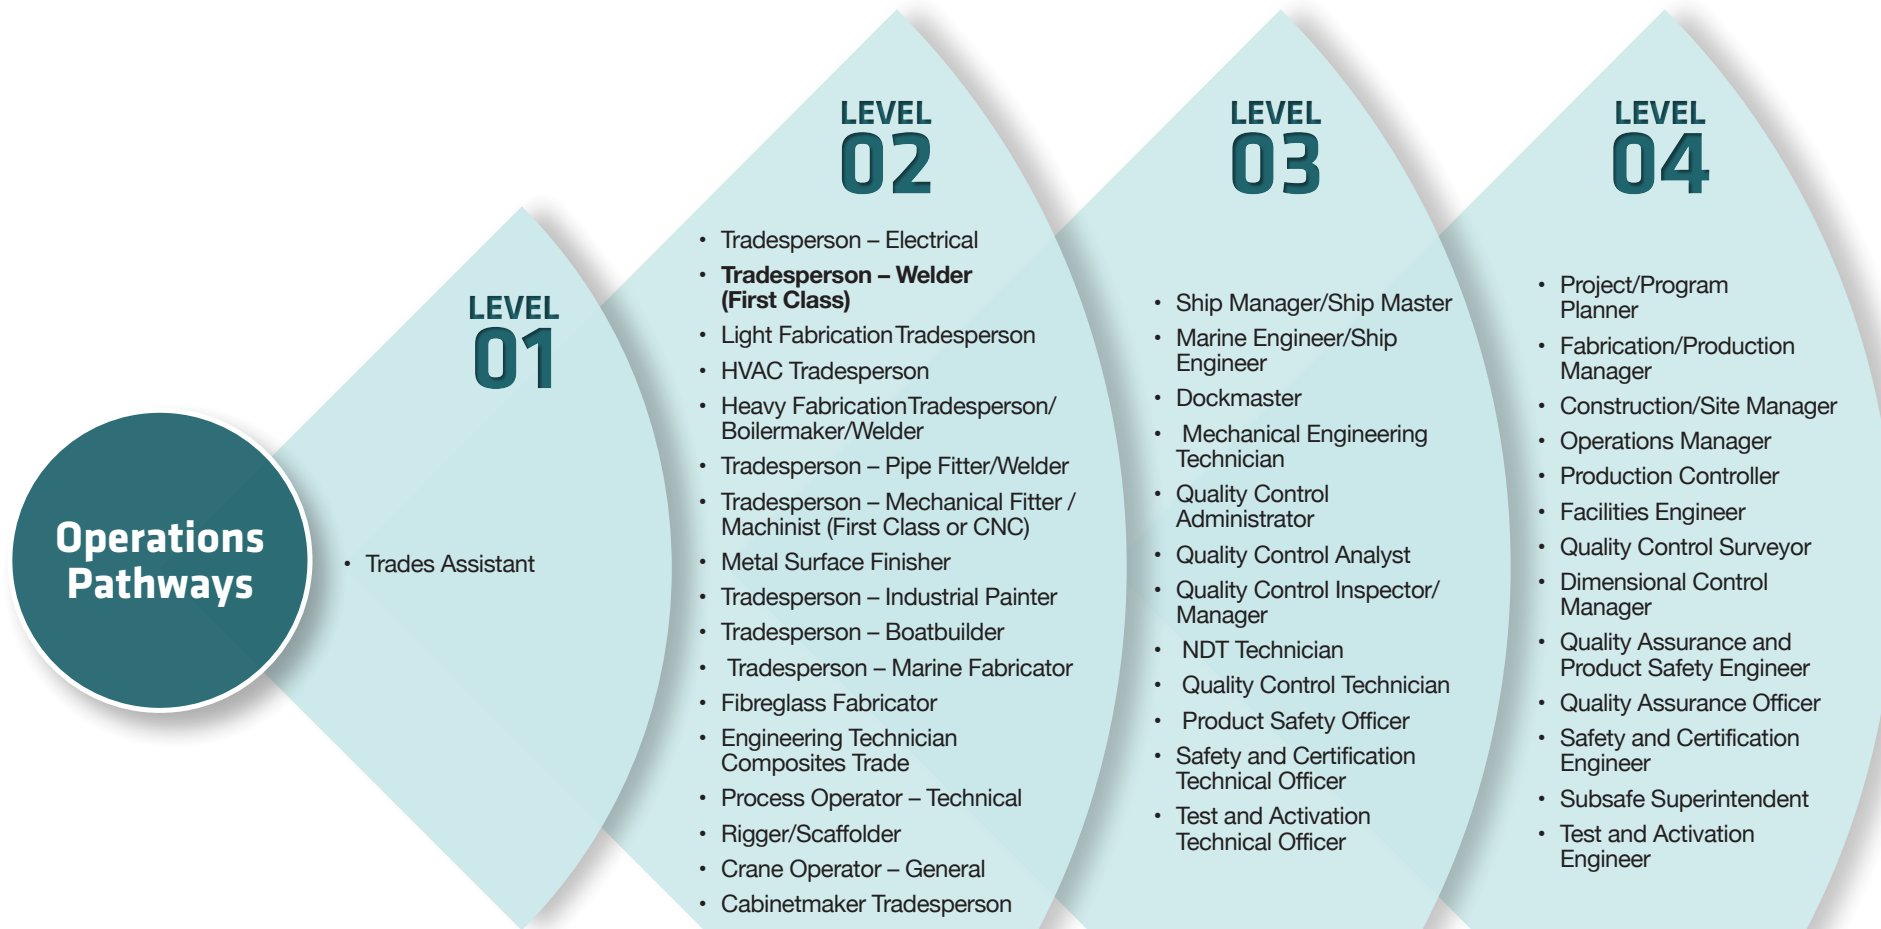 Operations
Pathways
LEVEL
01
• Trades Assistant
LEVEL
02
• Tradesperson – Electrical
• Tradesperson – Welder
(First Class)
• Light Fabrication Tradesperson
• HVAC Tradesperson
• Heavy Fabrication Tradesperson/
Boilermaker/Welder
• Tradesperson – Pipe Fitter/Welder
• Tradesperson – Mechanical Fitter /
Machinist (First Class or CNC)
• Metal Surface Finisher
• Tradesperson – Industrial Painter
• Tradesperson – Boatbuilder
• Tradesperson – Marine Fabricator
• Fibreglass Fabricator
• Engineering Technician
Composites Trade
• Process Operator – Technical
• Rigger/Scaffolder
• Crane Operator – General
• Cabinetmaker Tradesperson
LEVEL
03
• Ship Manager/Ship Master
• Marine Engineer/Ship
Engineer
• Dockmaster
• Mechanical Engineering
Technician
• Quality Control
Administrator
• Quality Control Analyst
• Quality Control Inspector/
Manager
• NDT Technician
• Quality Control Technician
• Product Safety Officer
• Safety and Certification
Technical Officer
• Test and Activation
Technical Officer
LEVEL
04
• Project/Program
Planner
• Fabrication/Production
Manager
• Construction/Site Manager
• Operations Manager
• Production Controller
• Facilities Engineer
• Quality Control Surveyor
• Dimensional Control
Manager
• Quality Assurance and
Product Safety Engineer
• Quality Assurance Officer
• Safety and Certification
Engineer
• Subsafe Superintendent
• Test and Activation
Engineer